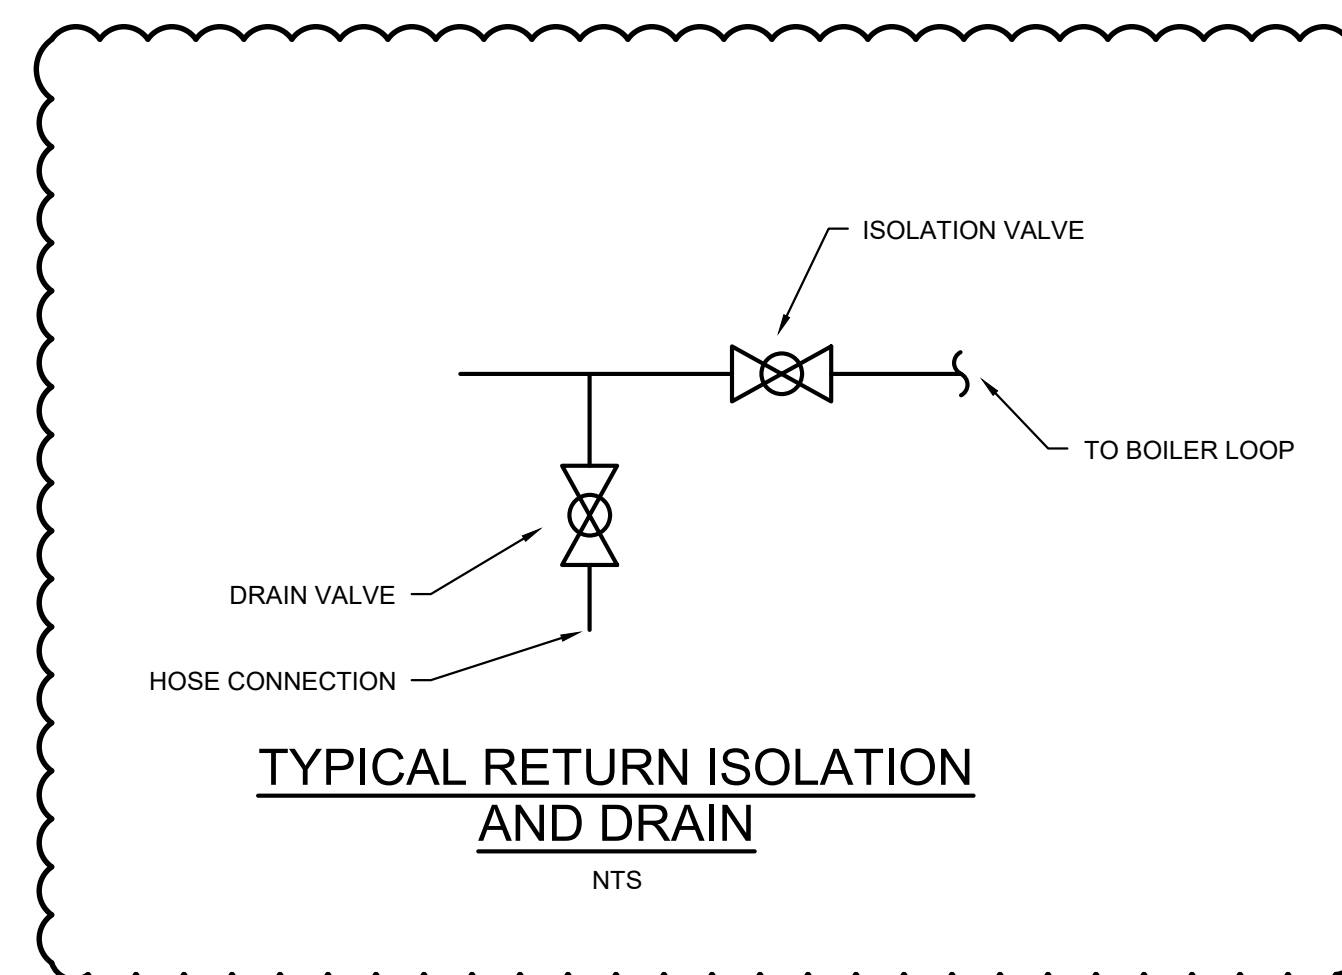 ISOLATION VALVE
TO BOILER LOOP
DRAIN VALVE
HOSE CONNECTION
TYPICAL RETURN ISOLATION
AND DRAIN
NTS